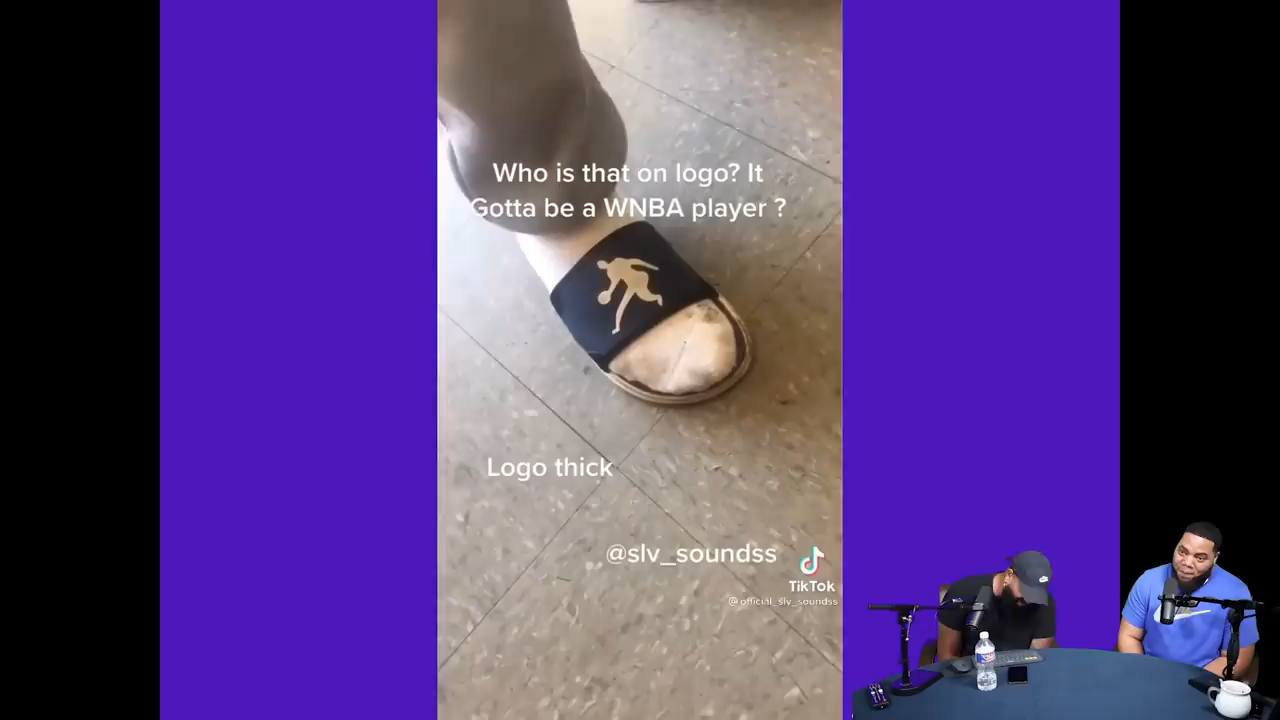 Who is that on logo? It
Gotta be a WNBA player ?
Logo thick
@slv_soundss
TikTok
@official_slv_soundss